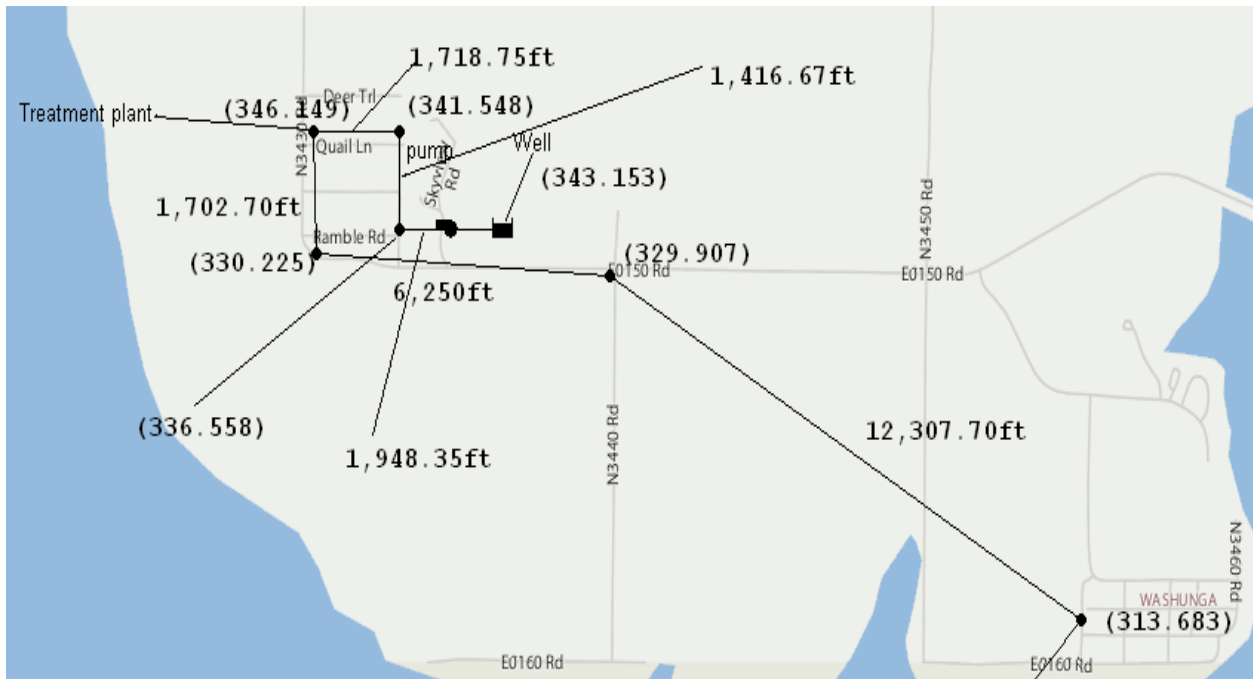 1,718.75ft
1,416.67ft
Deer Trl
Treatment plant
(346.149)
(341.548)
N3430 Rd
Quail Ln
pump
Well
Skyview Rd
(343.153)
1,702.70ft
N3450 Rd
Ramble Rd
(330.225)
(329.907)
E0150 Rd
E0150 Rd
6,250ft
(336.558)
1,948.35ft
N3440 Rd
12,307.70ft
N3460 Rd
WASHUNGA
(313.683)
E0160 Rd
E0160 Rd